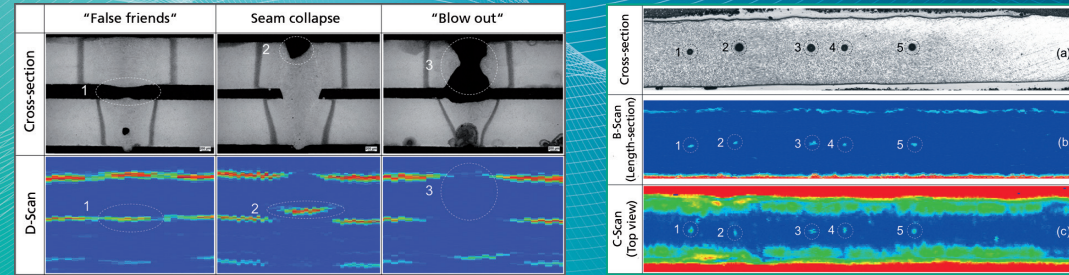 "False friends"
Seam collapse
"Blow out"
Cross-section
1
2
3
D-Scan
1
2
3
Cross-section
1
2
3
4
5
(a)
B-Scan
(Length-section)
1
2
3
4
5
(b
C-Scan
(Top view)
1
2
3
4
5
(c)